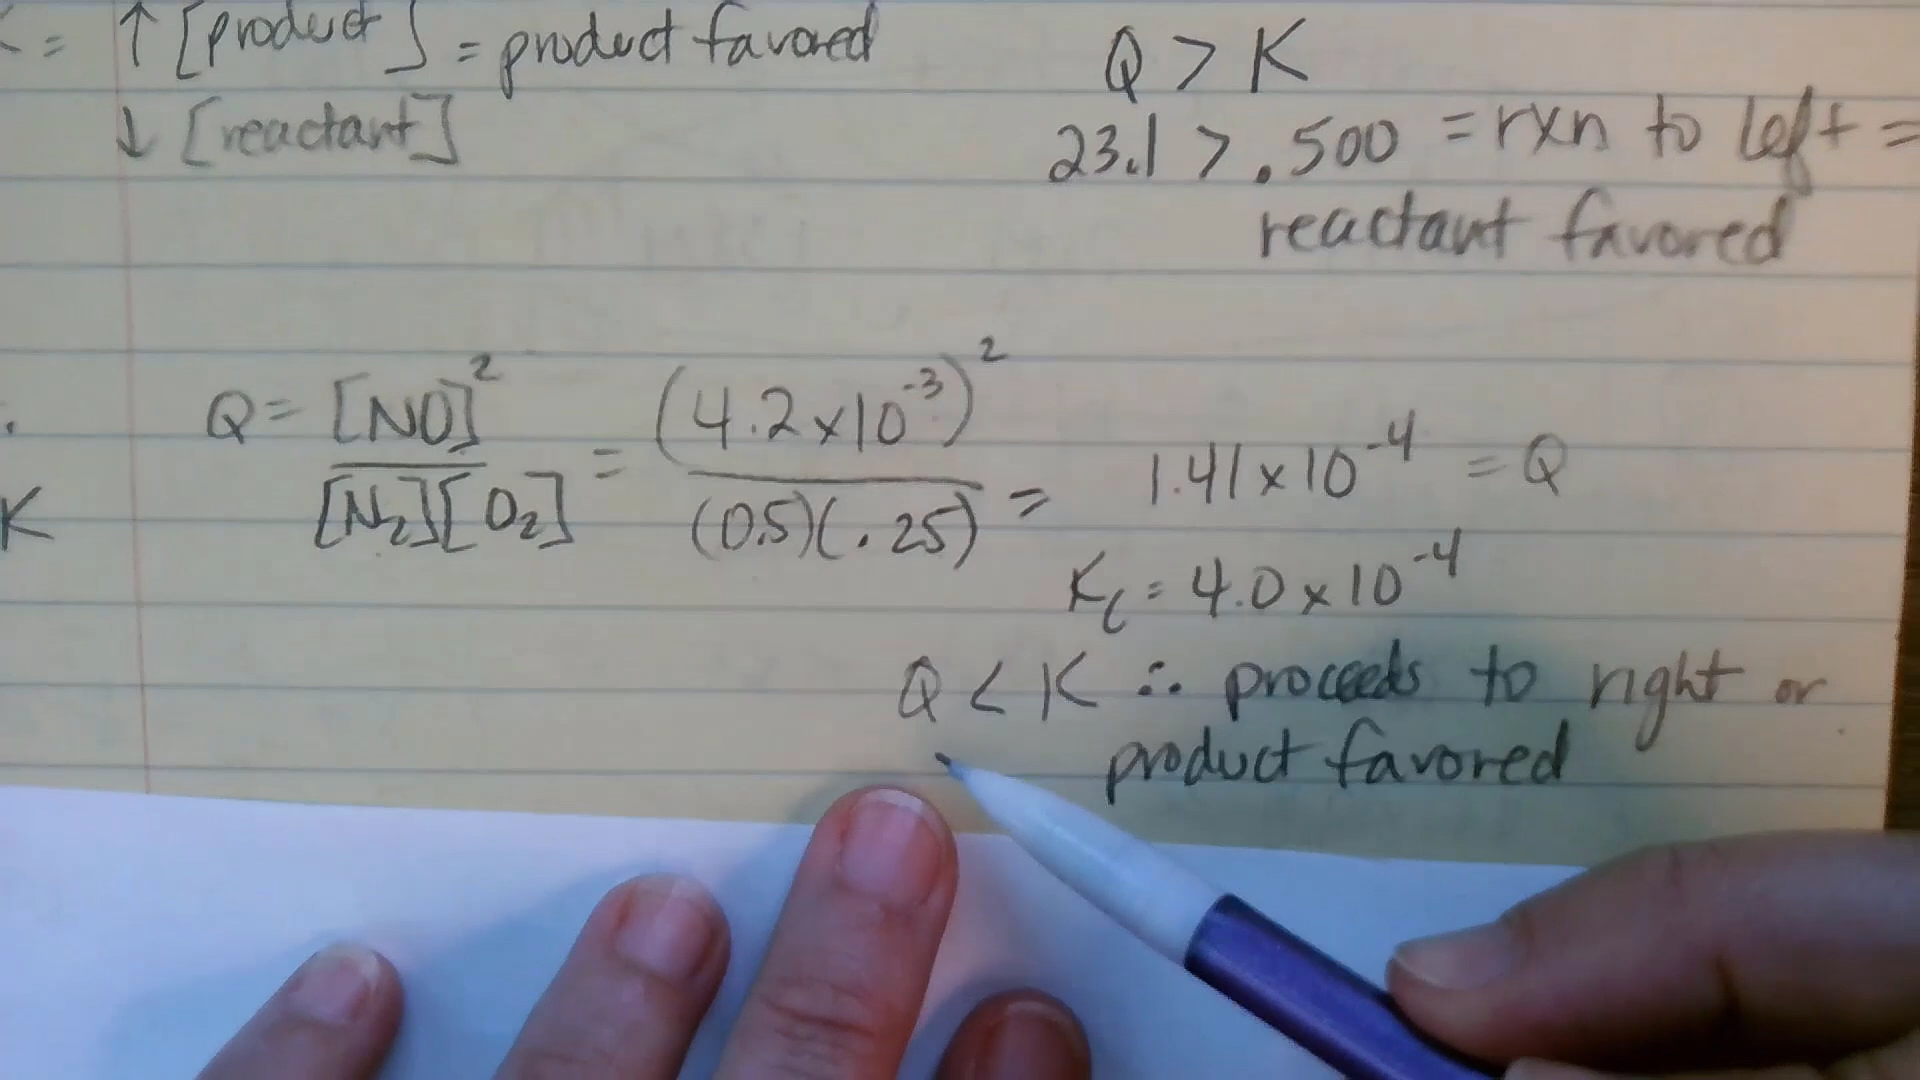 K = ↑ [product] = product favored
↓ [reactant]
Q > K
23.1 > .500 = rxn to left =
reactant favored
Q = [NO]² / [N₂][O₂] = (4.2 x 10⁻³)² / (0.5)(.25) = 1.41 x 10⁻⁴ = Q
K
Kc = 4.0 x 10⁻⁴
Q < K ∴ proceeds to right or
product favored